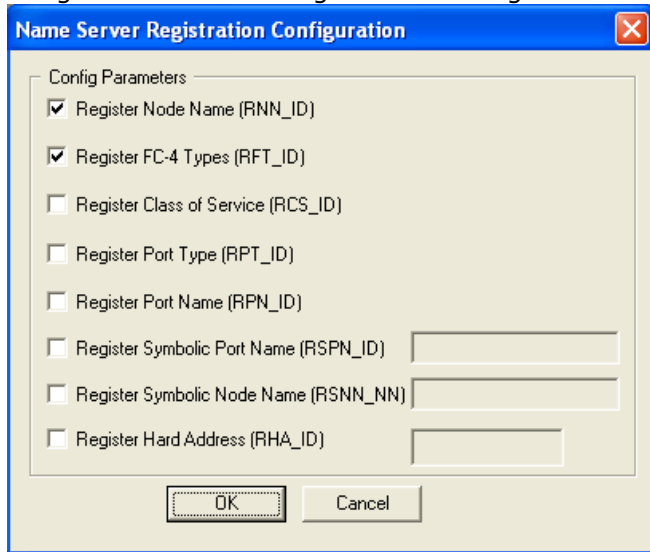 Name Server Registration Configuration
Config Parameters
Register Node Name (RNN_ID)
Register FC-4 Types (RFT_ID)
Register Class of Service (RCS_ID)
Register Port Type (RPT_ID)
Register Port Name (RPN_ID)
Register Symbolic Port Name (RSPN_ID)
Register Symbolic Node Name (RSNN_NN)
Register Hard Address (RHA_ID)
OK
Cancel